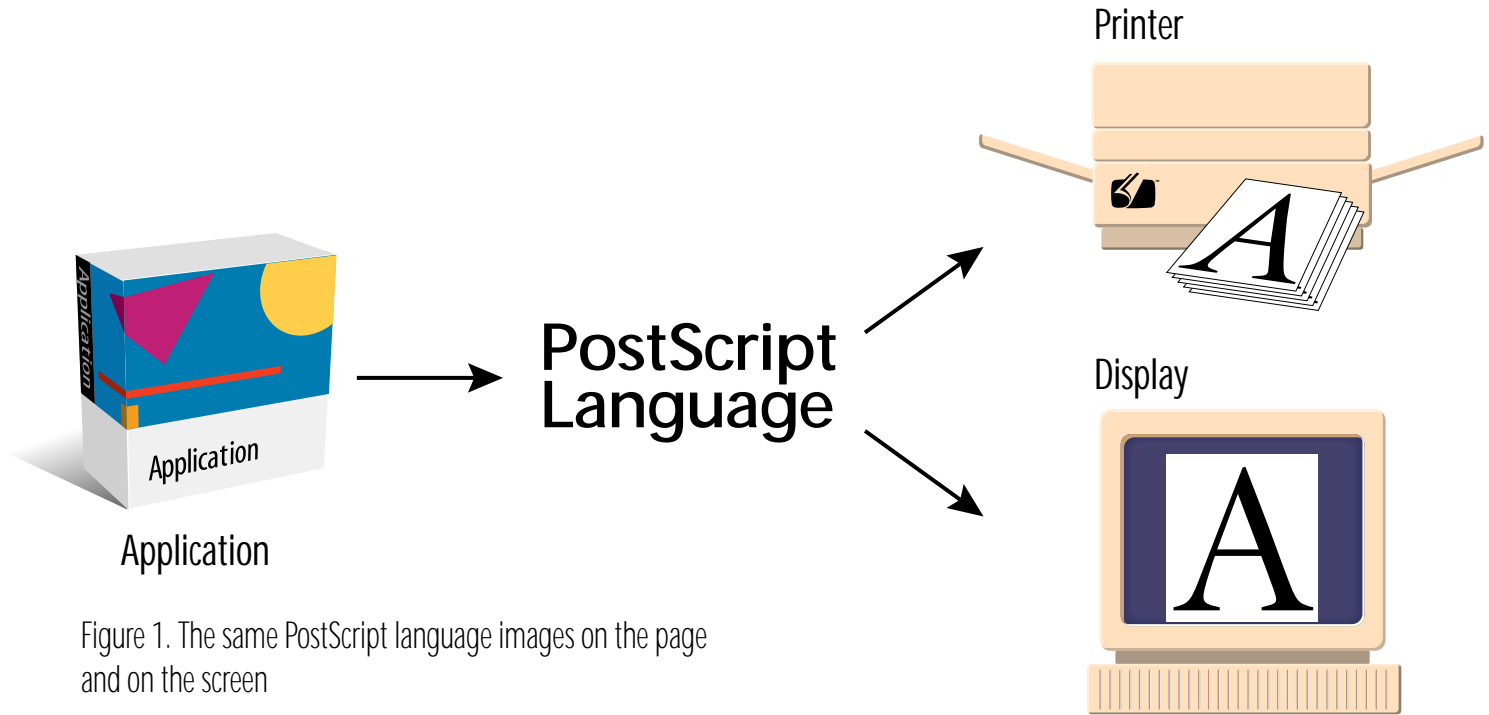 Printer
Application
Application
PostScript
Language
Display
A
A
Application
Figure 1. The same PostScript language images on the page
and on the screen